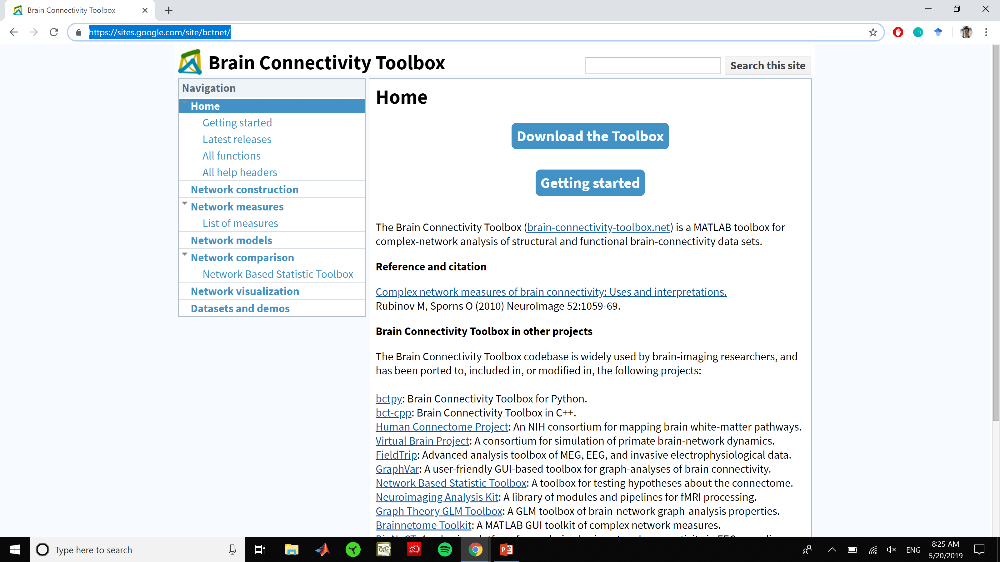 Brain Connectivity Toolbox
https://sites.google.com/site/bctnet/
m
Brain Connectivity Toolbox
Search this site
Navigation
Home
Getting started
Latest releases
All functions
All help headers
Network construction
Network measures
List of measures
Network models
Network comparison
Network Based Statistic Toolbox
Network visualization
Datasets and demos
Home
Download the Toolbox
Getting started
The Brain Connectivity Toolbox (brain-connectivity-toolbox.net) is a MATLAB toolbox for
complex-network analysis of structural and functional brain-connectivity data sets.
Reference and citation
Complex network measures of brain connectivity: Uses and interpretations.
Rubinov M, Sporns O (2010) NeuroImage 52:1059-69.
Brain Connectivity Toolbox in other projects
The Brain Connectivity Toolbox codebase is widely used by brain-imaging researchers, and
has been ported to, included in, or modified in, the following projects:
bctpy: Brain Connectivity Toolbox for Python.
bct-cpp: Brain Connectivity Toolbox in C++.
Human Connectome Project: An NIH consortium for mapping brain white-matter pathways.
Virtual Brain Project: A consortium for simulation of primate brain-network dynamics.
FieldTrip: Advanced analysis toolbox of MEG, EEG, and invasive electrophysiological data.
GraphVar: A user-friendly GUI-based toolbox for graph-analyses of brain connectivity.
Network Based Statistic Toolbox: A toolbox for testing hypotheses about the connectome.
Neuroimaging Analysis Kit: A library of modules and pipelines for fMRI processing.
Graph Theory GLM Toolbox: A GLM toolbox of brain-network graph-analysis properties.
Brainnetome Toolkit: A MATLAB GUI toolkit of complex network measures.
Type here to search
TXC
P
ENG
8:25 AM
5/20/2019